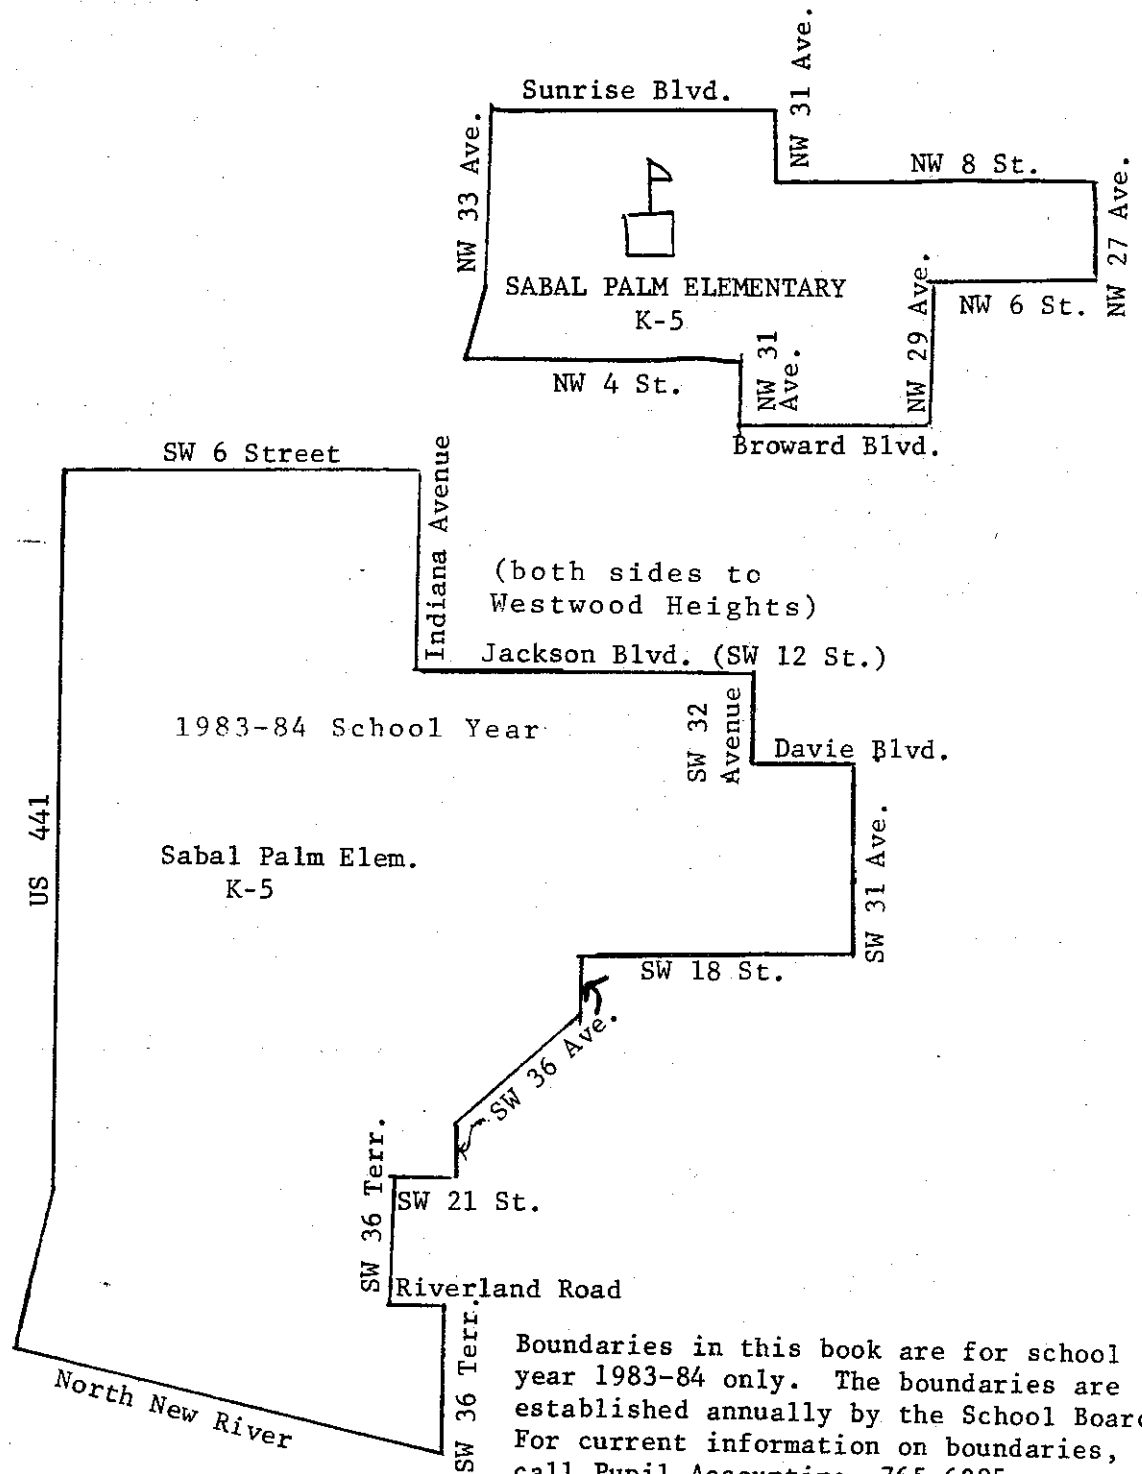 NW 31 Ave.
Sunrise Blvd.
NW 33 Ave.
NW 8 St.
NW 27 Ave.
SABAL PALM ELEMENTARY
K-5
NW 29 Ave.
NW 6 St.
NW 31
Ave.
NW 4 St.
Broward Blvd.
SW 6 Street
Indiana Avenue
(both sides to
Westwood Heights)
Jackson Blvd. (SW 12 St.)
1983-84 School Year
SW 32
Avenue
Davie Blvd.
US 441
Sabal Palm Elem.
K-5
SW 31 Ave.
SW 18 St.
SW 36 Ave.
SW 36 Terr.
SW 21 St.
Riverland Road
SW 36 Terr.
North New River
Boundaries in this book are for school
year 1983-84 only. The boundaries are
established annually by the School Board
For current information on boundaries,
call Pupil Accounting